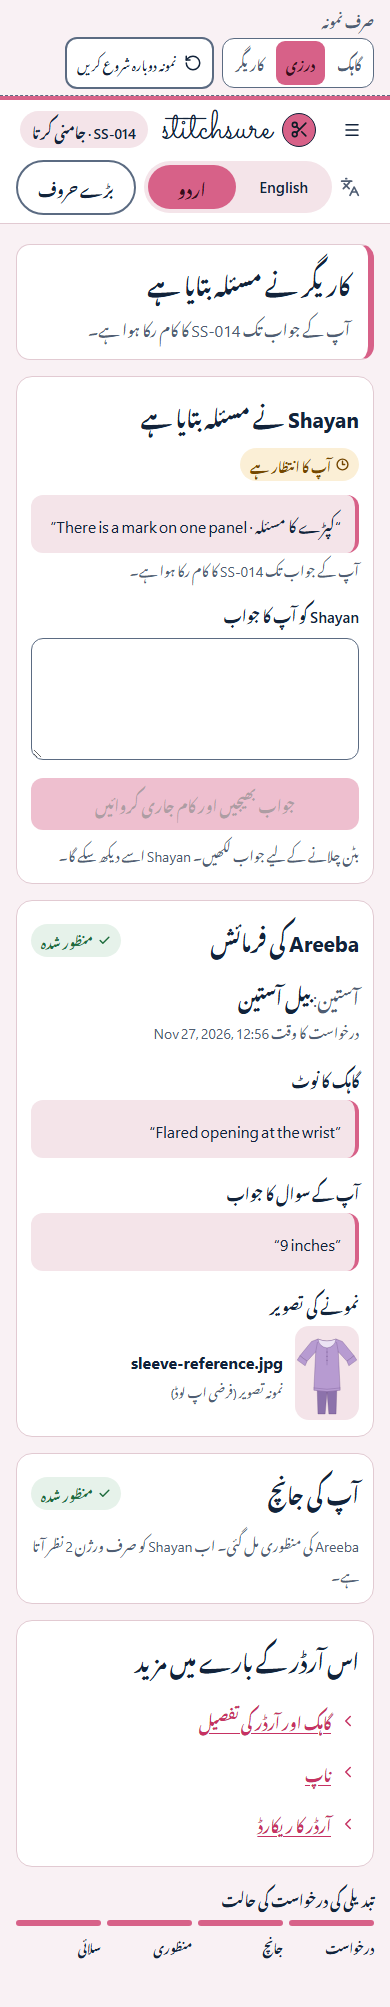 صرف نمونہ
گاہک
درزی
کاریگر
نمونہ دوبارہ شروع کریں
stitchsure
SS-014 · جامنی کرتا
English
اردو
بڑے حروف
کاریگر نے مسئلہ بتایا ہے
آپ کے جواب تک SS-014 کا کام رکا ہوا ہے۔
Shayan نے مسئلہ بتایا ہے
آپ کا انتظار ہے
“کپڑے کا مسئلہ · There is a mark on one panel”
آپ کے جواب تک SS-014 کا کام رکا ہوا ہے۔
Shayan کو آپ کا جواب
جواب بھیجیں اور کام جاری کروائیں
بٹن چلانے کے لیے جواب لکھیں۔ Shayan اسے دیکھ سکے گا۔
Areeba کی فرمائش
منظور شدہ
آستین: بیل آستین
درخواست کا وقت Nov 27, 2026, 12:56
گاہک کا نوٹ
“Flared opening at the wrist”
آپ کے سوال کا جواب
“9 inches”
نمونے کی تصویر
sleeve-reference.jpg
نمونہ تصویر (فرضی اپ لوڈ)
آپ کی جانچ
منظور شدہ
Areeba کی منظوری مل گئی۔ اب Shayan کو صرف ورژن 2 نظر آتا
ہے۔
اس آرڈر کے بارے میں مزید
گاہک اور آرڈر کی تفصیل
ناپ
آرڈر کا ریکارڈ
تبدیلی کی درخواست کی حالت
درخواست
جانچ
منظوری
سلائی